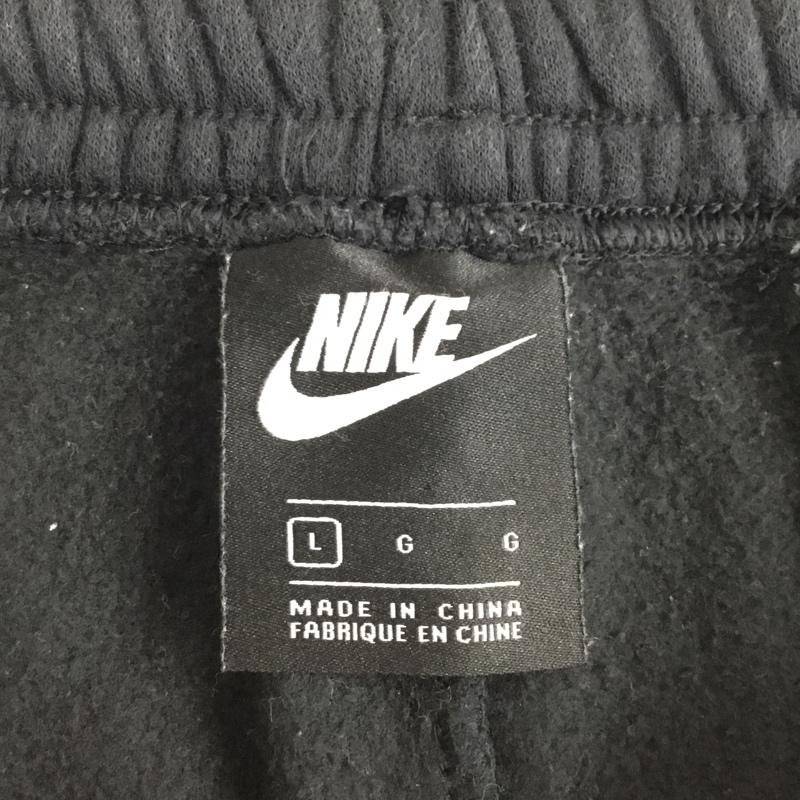 NIKE
L G G
MADE IN CHINA
FABRIQUE EN CHINE